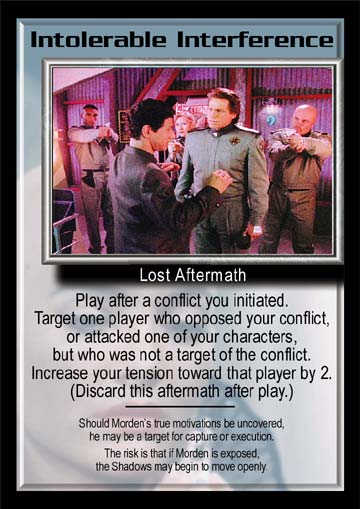 Intolerable Interference
Lost Aftermath
Play after a conflict you initiated.
Target one player who opposed your conflict,
or attacked one of your characters,
but who was not a target of the conflict.
Increase your tension toward that player by 2.
(Discard this aftermath after play.)
Should Morden's true motivations be uncovered,
he may be a target for capture or execution.
The risk is that if Morden is exposed,
the Shadows may begin to move openly.